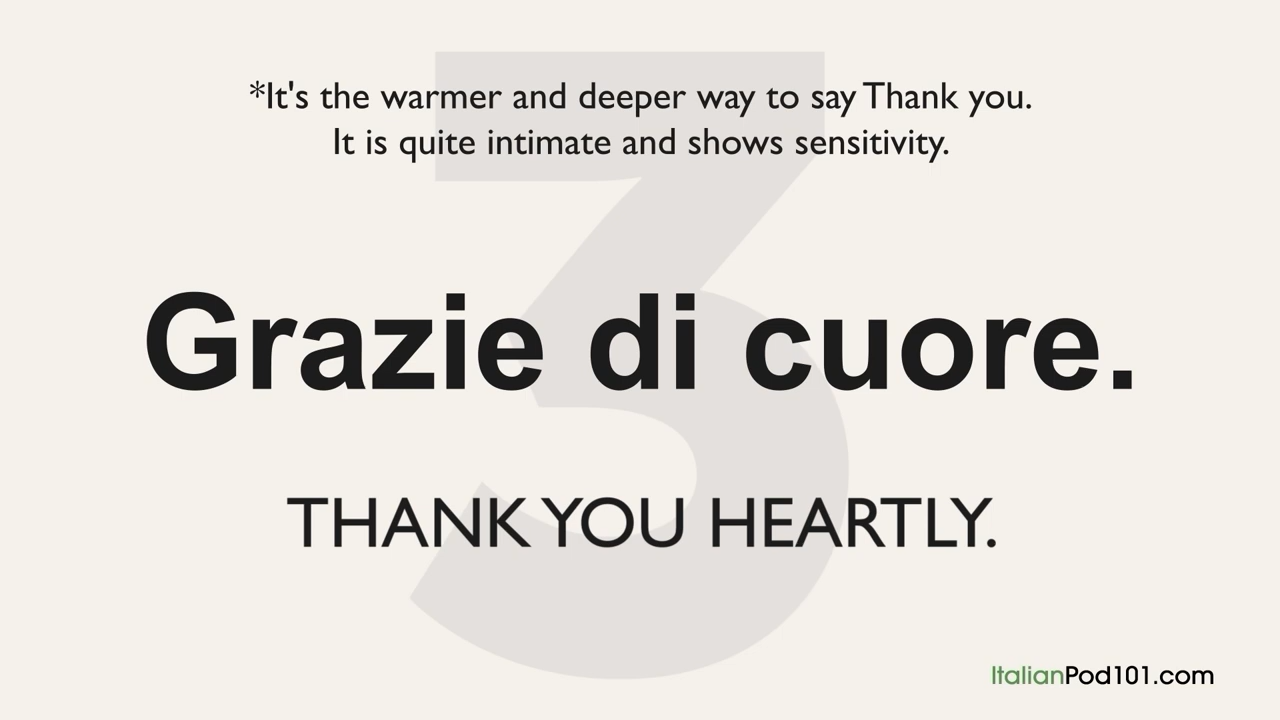 *It's the warmer and deeper way to say Thank you.
It is quite intimate and shows sensitivity.
3
Grazie di cuore.
THANK YOU HEARTLY.
ItalianPod101.com